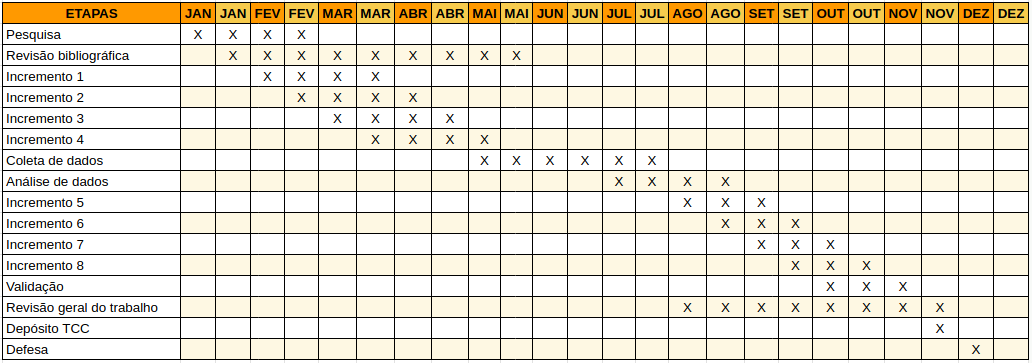 ETAPAS JAN JAN FEV FEV MAR MAR ABR ABR MAI MAI JUN JUN JUL JUL AGO AGO SET SET OUT OUT NOV NOV DEZ DEZ
Pesquisa X X X X
Revisão bibliográfica X X X X X X X X X
Incremento 1 X X X X
Incremento 2 X X X X
Incremento 3 X X X X
Incremento 4 X X X X
Coleta de dados X X X X X X
Análise de dados X X X X
Incremento 5 X X X
Incremento 6 X X X
Incremento 7 X X X
Incremento 8 X X X
Validação X X X
Revisão geral do trabalho X X X X X X X X
Depósito TCC X
Defesa X